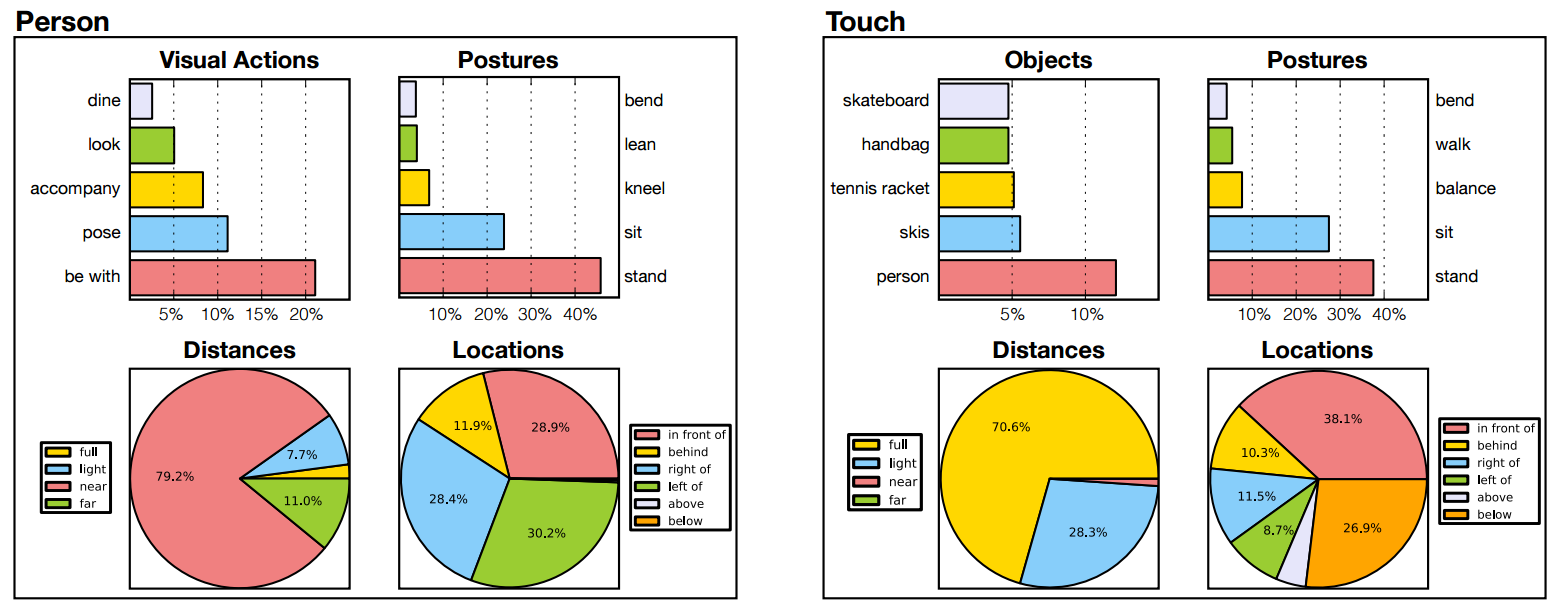 Person
Visual Actions
dine
look
accompany
pose
be with
5% 10% 15% 20%
Postures
bend
lean
kneel
sit
stand
10% 20% 30% 40%
Distances
full
light
near
far
79.2%
7.7%
11.0%
Locations
11.9%
28.9%
28.4%
30.2%
in front of
behind
right of
left of
above
below
Touch
Objects
skateboard
handbag
tennis racket
skis
person
5% 10%
Postures
bend
walk
balance
sit
stand
10% 20% 30% 40%
Distances
full
light
near
far
70.6%
28.3%
Locations
38.1%
10.3%
11.5%
8.7%
26.9%
in front of
behind
right of
left of
above
below